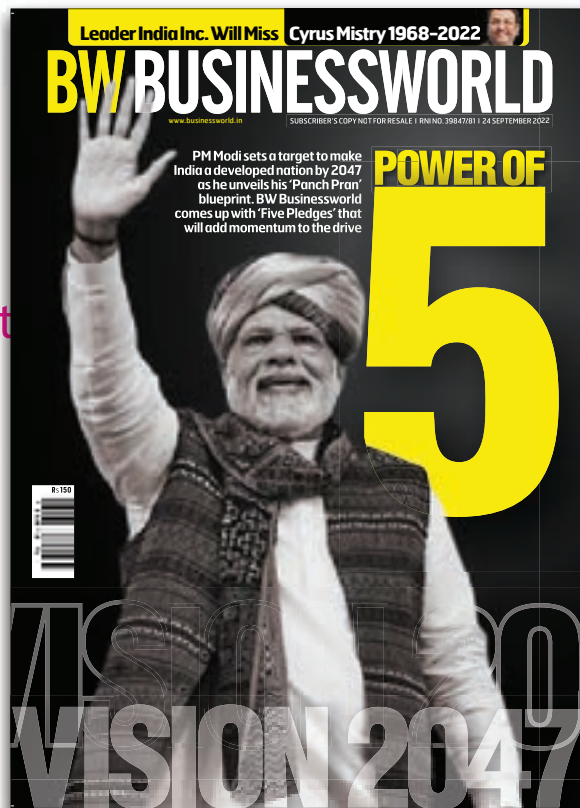 Leader India Inc. Will Miss Cyrus Mistry 1968-2022
BW BUSINESSWORLD
www.businessworld.in
SUBSCRIBER'S COPY NOT FOR RESALE I RNI NO. 39847/81 I 24 SEPTEMBER 2022
PM Modi sets a target to make
India a developed nation by 2047
as he unveils his 'Panch Pran'
blueprint. BW Businessworld
comes up with 'Five Pledges' that
will add momentum to the drive
POWER OF
5
t
RS 150
VISION 20
VISION 2047